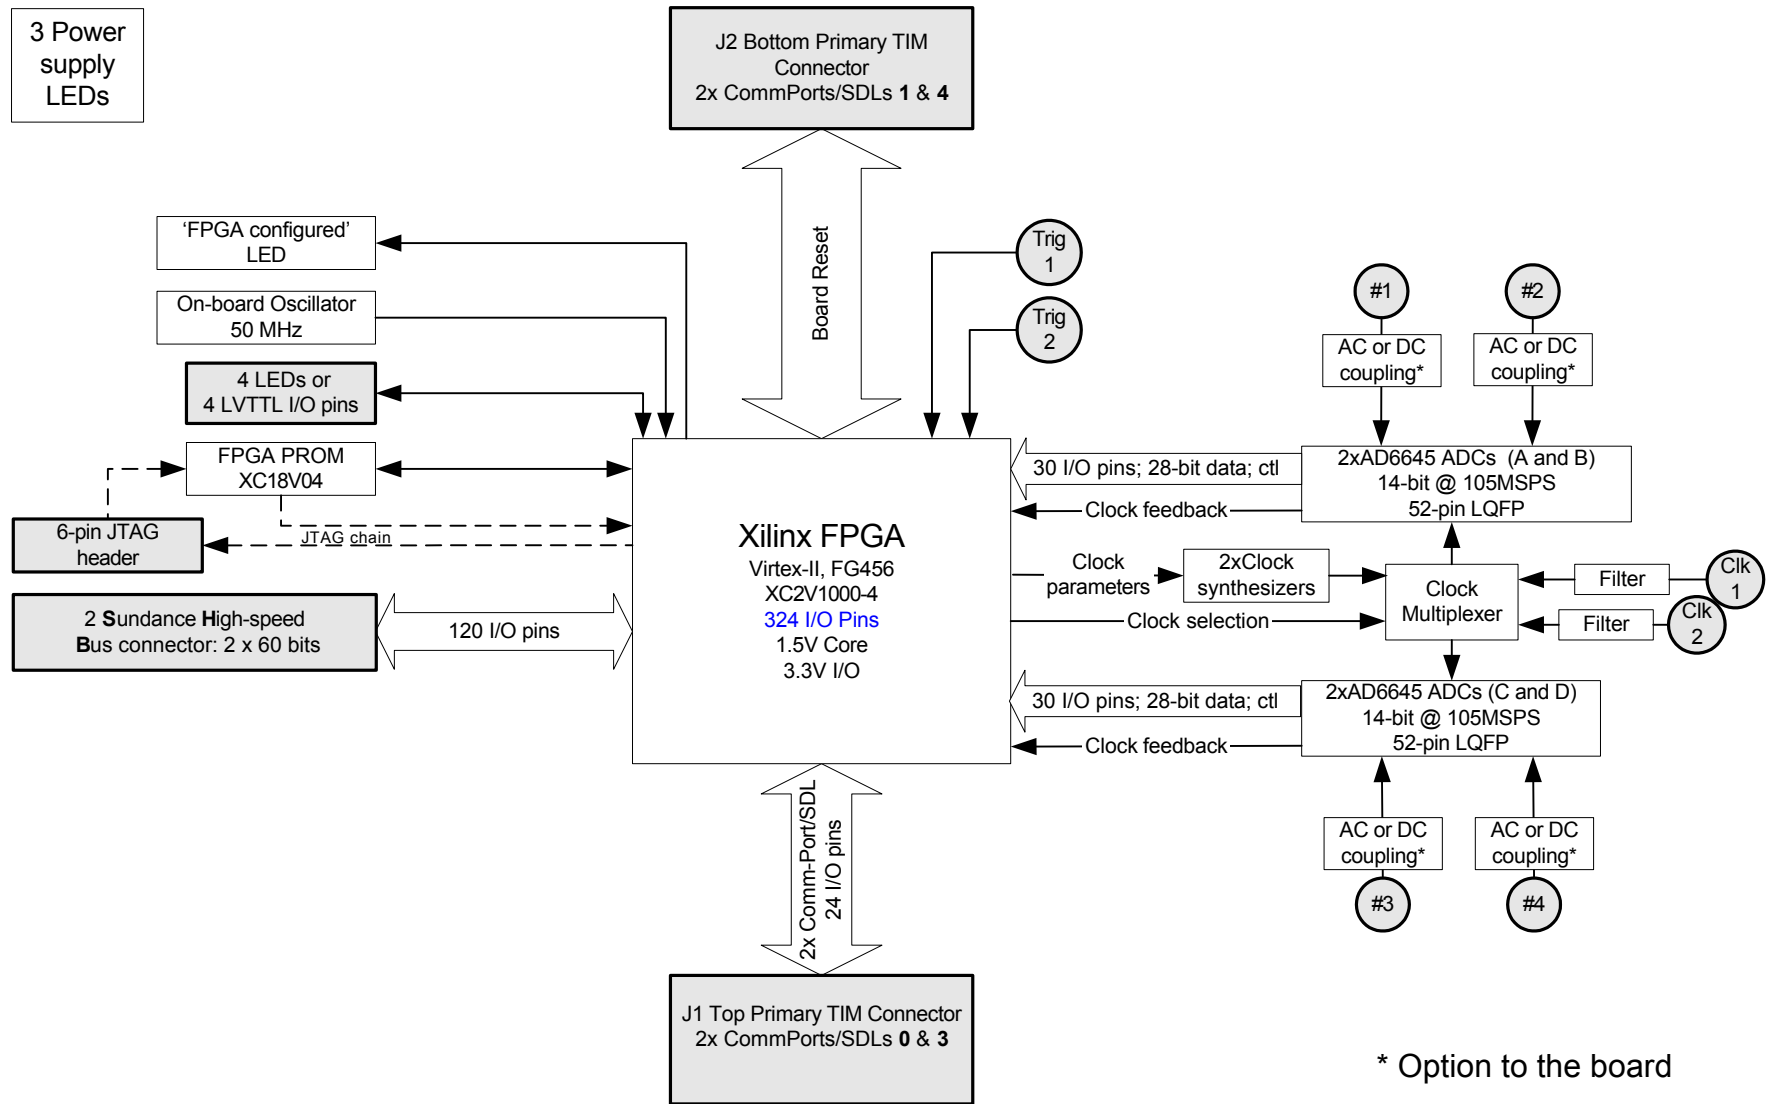 3 Power
supply
LEDs
J2 Bottom Primary TIM
Connector
2x CommPorts/SDLs 1 & 4
Board Reset
‘FPGA configured’
LED
On-board Oscillator
50 MHz
4 LEDs or
4 LVTTL I/O pins
FPGA PROM
XC18V04
6-pin JTAG
header
JTAG chain
2 Sundance High-speed
Bus connector: 2 x 60 bits
120 I/O pins
Xilinx FPGA
Virtex-II, FG456
XC2V1000-4
324 I/O Pins
1.5V Core
3.3V I/O
Trig
1
Trig
2
#1
#2
AC or DC
coupling*
AC or DC
coupling*
30 I/O pins; 28-bit data; ctl
2xAD6645 ADCs (A and B)
14-bit @ 105MSPS
52-pin LQFP
Clock feedback
Clock
parameters
2xClock
synthesizers
Clock selection
Clock
Multiplexer
Filter
Clk
1
Filter
Clk
2
30 I/O pins; 28-bit data; ctl
2xAD6645 ADCs (C and D)
14-bit @ 105MSPS
52-pin LQFP
Clock feedback
AC or DC
coupling*
AC or DC
coupling*
#3
#4
2x Comm-Port/SDL
24 I/O pins
J1 Top Primary TIM Connector
2x CommPorts/SDLs 0 & 3
* Option to the board